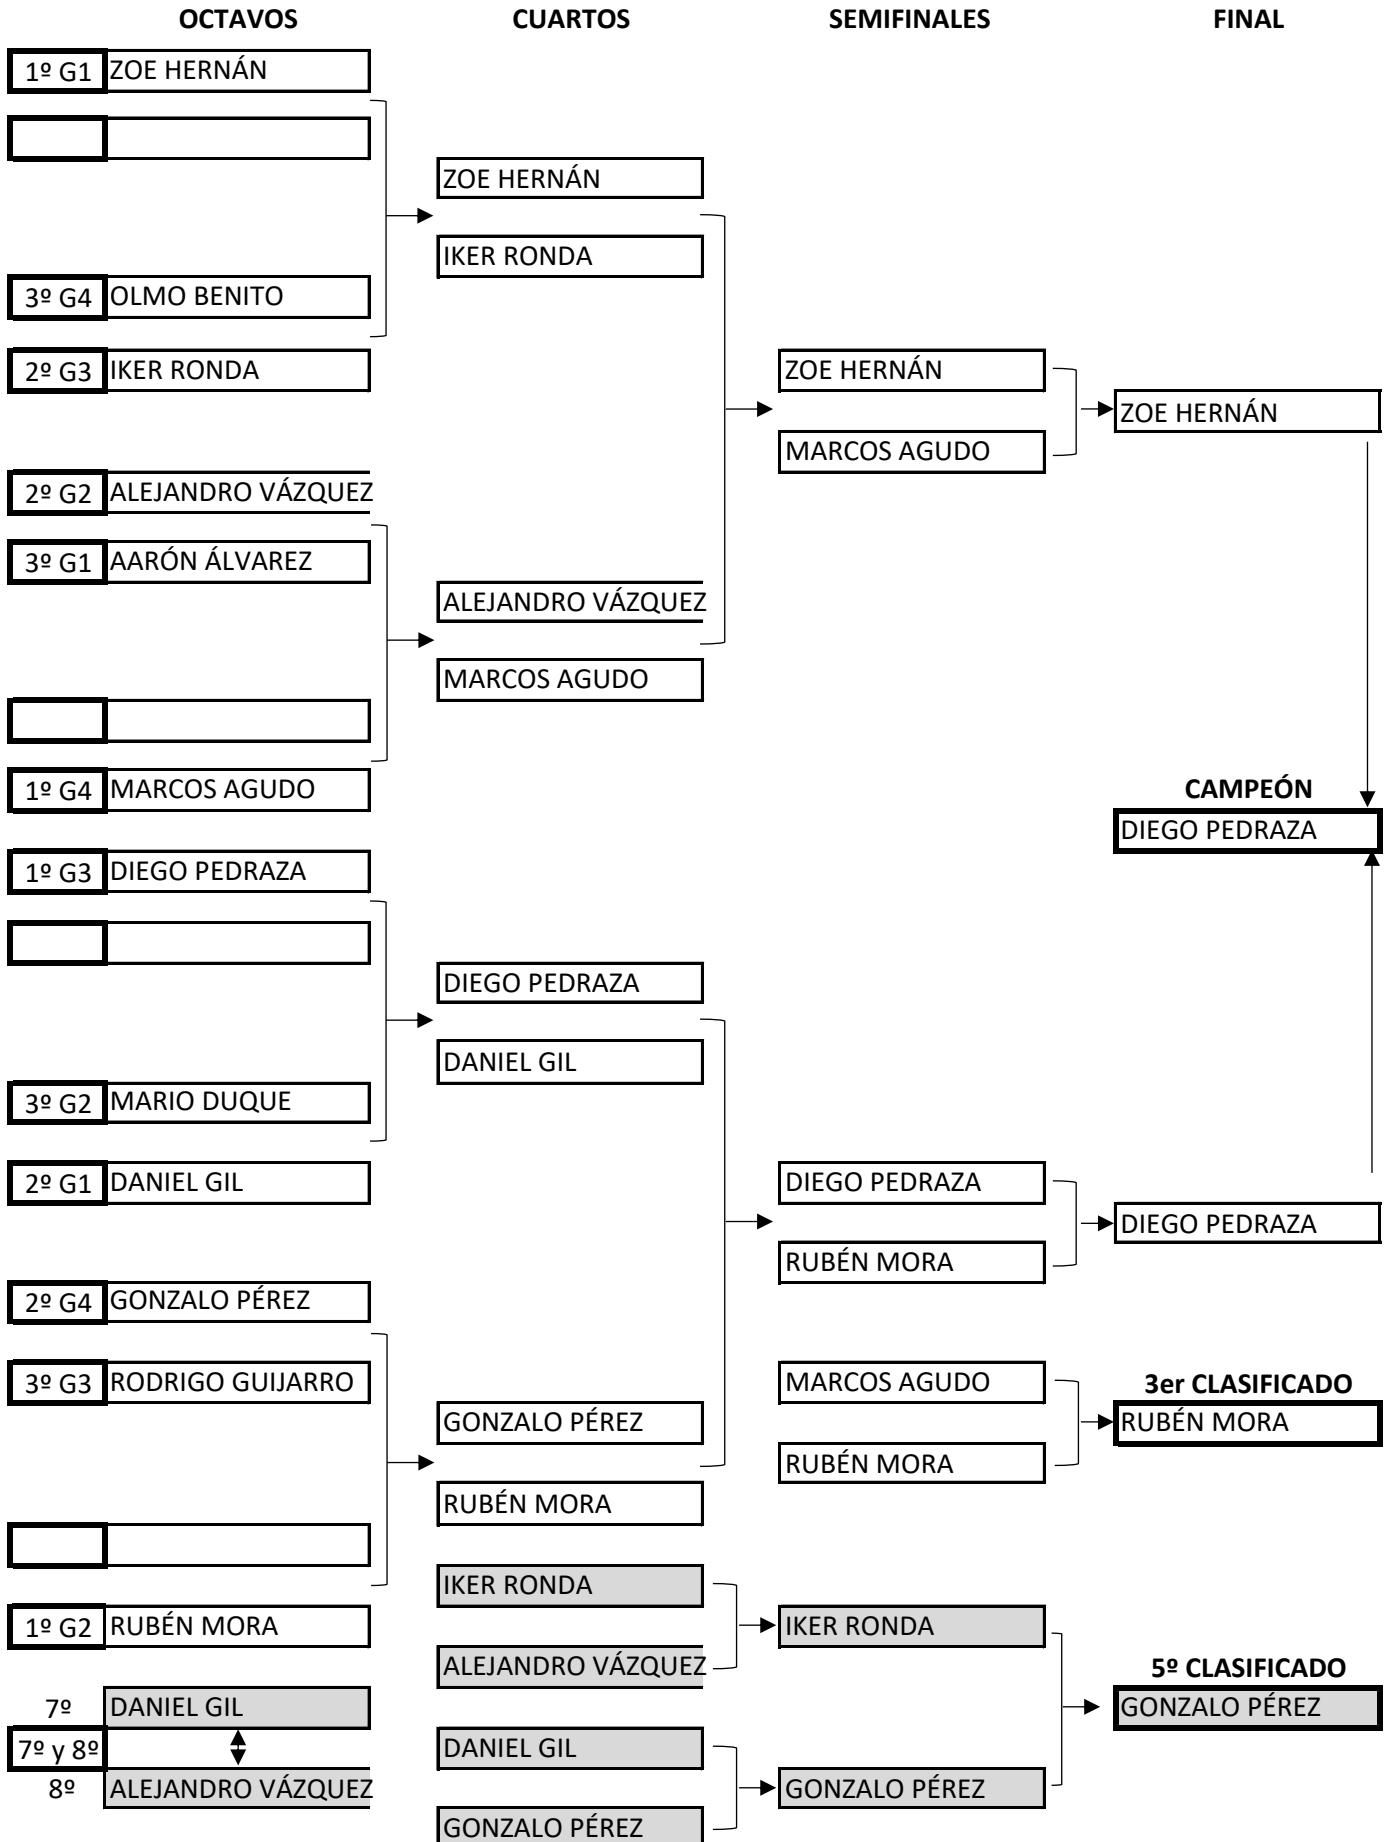 OCTAVOS CUARTOS SEMIFINALES FINAL
1º G1 ZOE HERNÁN
ZOE HERNÁN
IKER RONDA
3º G4 OLMO BENITO
2º G3 IKER RONDA ZOE HERNÁN
ZOE HERNÁN
MARCOS AGUDO
2º G2 ALEJANDRO VÁZQUEZ
3º G1 AARÓN ÁLVAREZ
ALEJANDRO VÁZQUEZ
MARCOS AGUDO
1º G4 MARCOS AGUDO CAMPEÓN
DIEGO PEDRAZA
1º G3 DIEGO PEDRAZA
DIEGO PEDRAZA
DANIEL GIL
3º G2 MARIO DUQUE
2º G1 DANIEL GIL DIEGO PEDRAZA
DIEGO PEDRAZA
RUBÉN MORA
2º G4 GONZALO PÉREZ
3º G3 RODRIGO GUIJARRO MARCOS AGUDO 3er CLASIFICADO
GONZALO PÉREZ RUBÉN MORA
RUBÉN MORA
RUBÉN MORA
IKER RONDA
1º G2 RUBÉN MORA IKER RONDA
ALEJANDRO VÁZQUEZ 5º CLASIFICADO
7º DANIEL GIL GONZALO PÉREZ
7º y 8º DANIEL GIL
8º ALEJANDRO VÁZQUEZ GONZALO PÉREZ
GONZALO PÉREZ